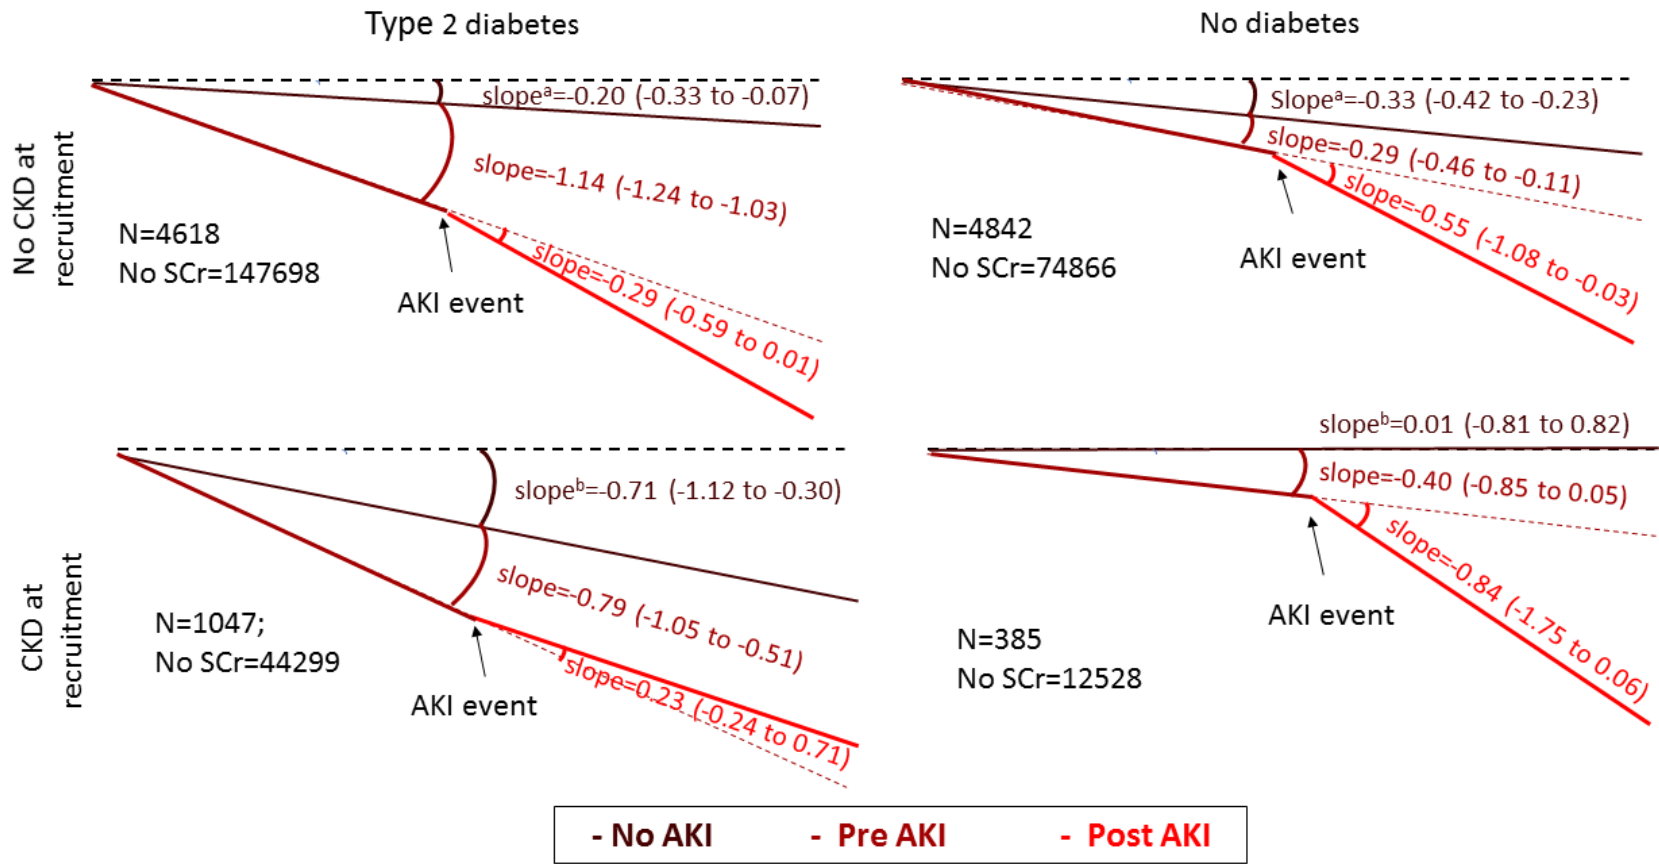 Type 2 diabetes
No diabetes
No CKD at
recruitment
slopeᵃ=-0.20 (-0.33 to -0.07)
slope=-1.14 (-1.24 to -1.03)
slope=-0.29 (-0.59 to 0.01)
N=4618
No SCr=147698
AKI event
Slopeᵃ=-0.33 (-0.42 to -0.23)
slope=-0.29 (-0.46 to -0.11)
slope=-0.55 (-1.08 to -0.03)
N=4842
No SCr=74866
AKI event
CKD at
recruitment
slopeᵇ=-0.71 (-1.12 to -0.30)
slope=-0.79 (-1.05 to -0.51)
slope=0.23 (-0.24 to 0.71)
N=1047;
No SCr=44299
AKI event
slopeᵇ=0.01 (-0.81 to 0.82)
slope=-0.40 (-0.85 to 0.05)
slope=-0.84 (-1.75 to 0.06)
N=385
No SCr=12528
AKI event
- No AKI - Pre AKI - Post AKI